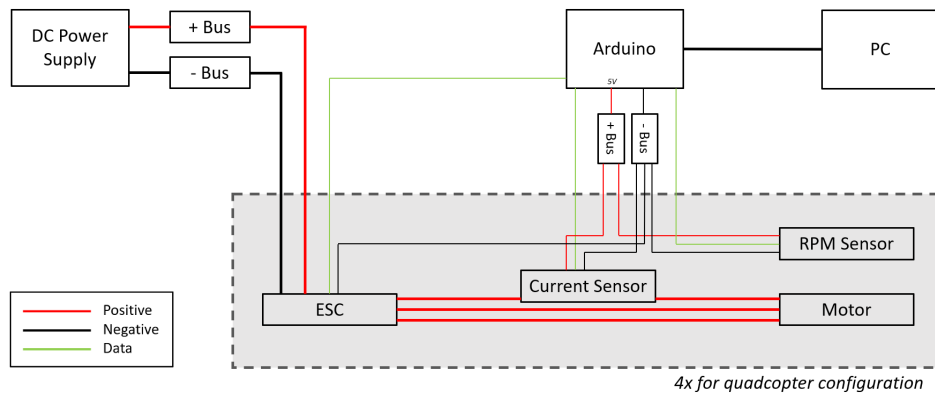 DC Power
Supply
+ Bus
- Bus
Arduino
5V
PC
+ Bus
- Bus
RPM Sensor
Current Sensor
ESC
Motor
Positive
Negative
Data
4x for quadcopter configuration